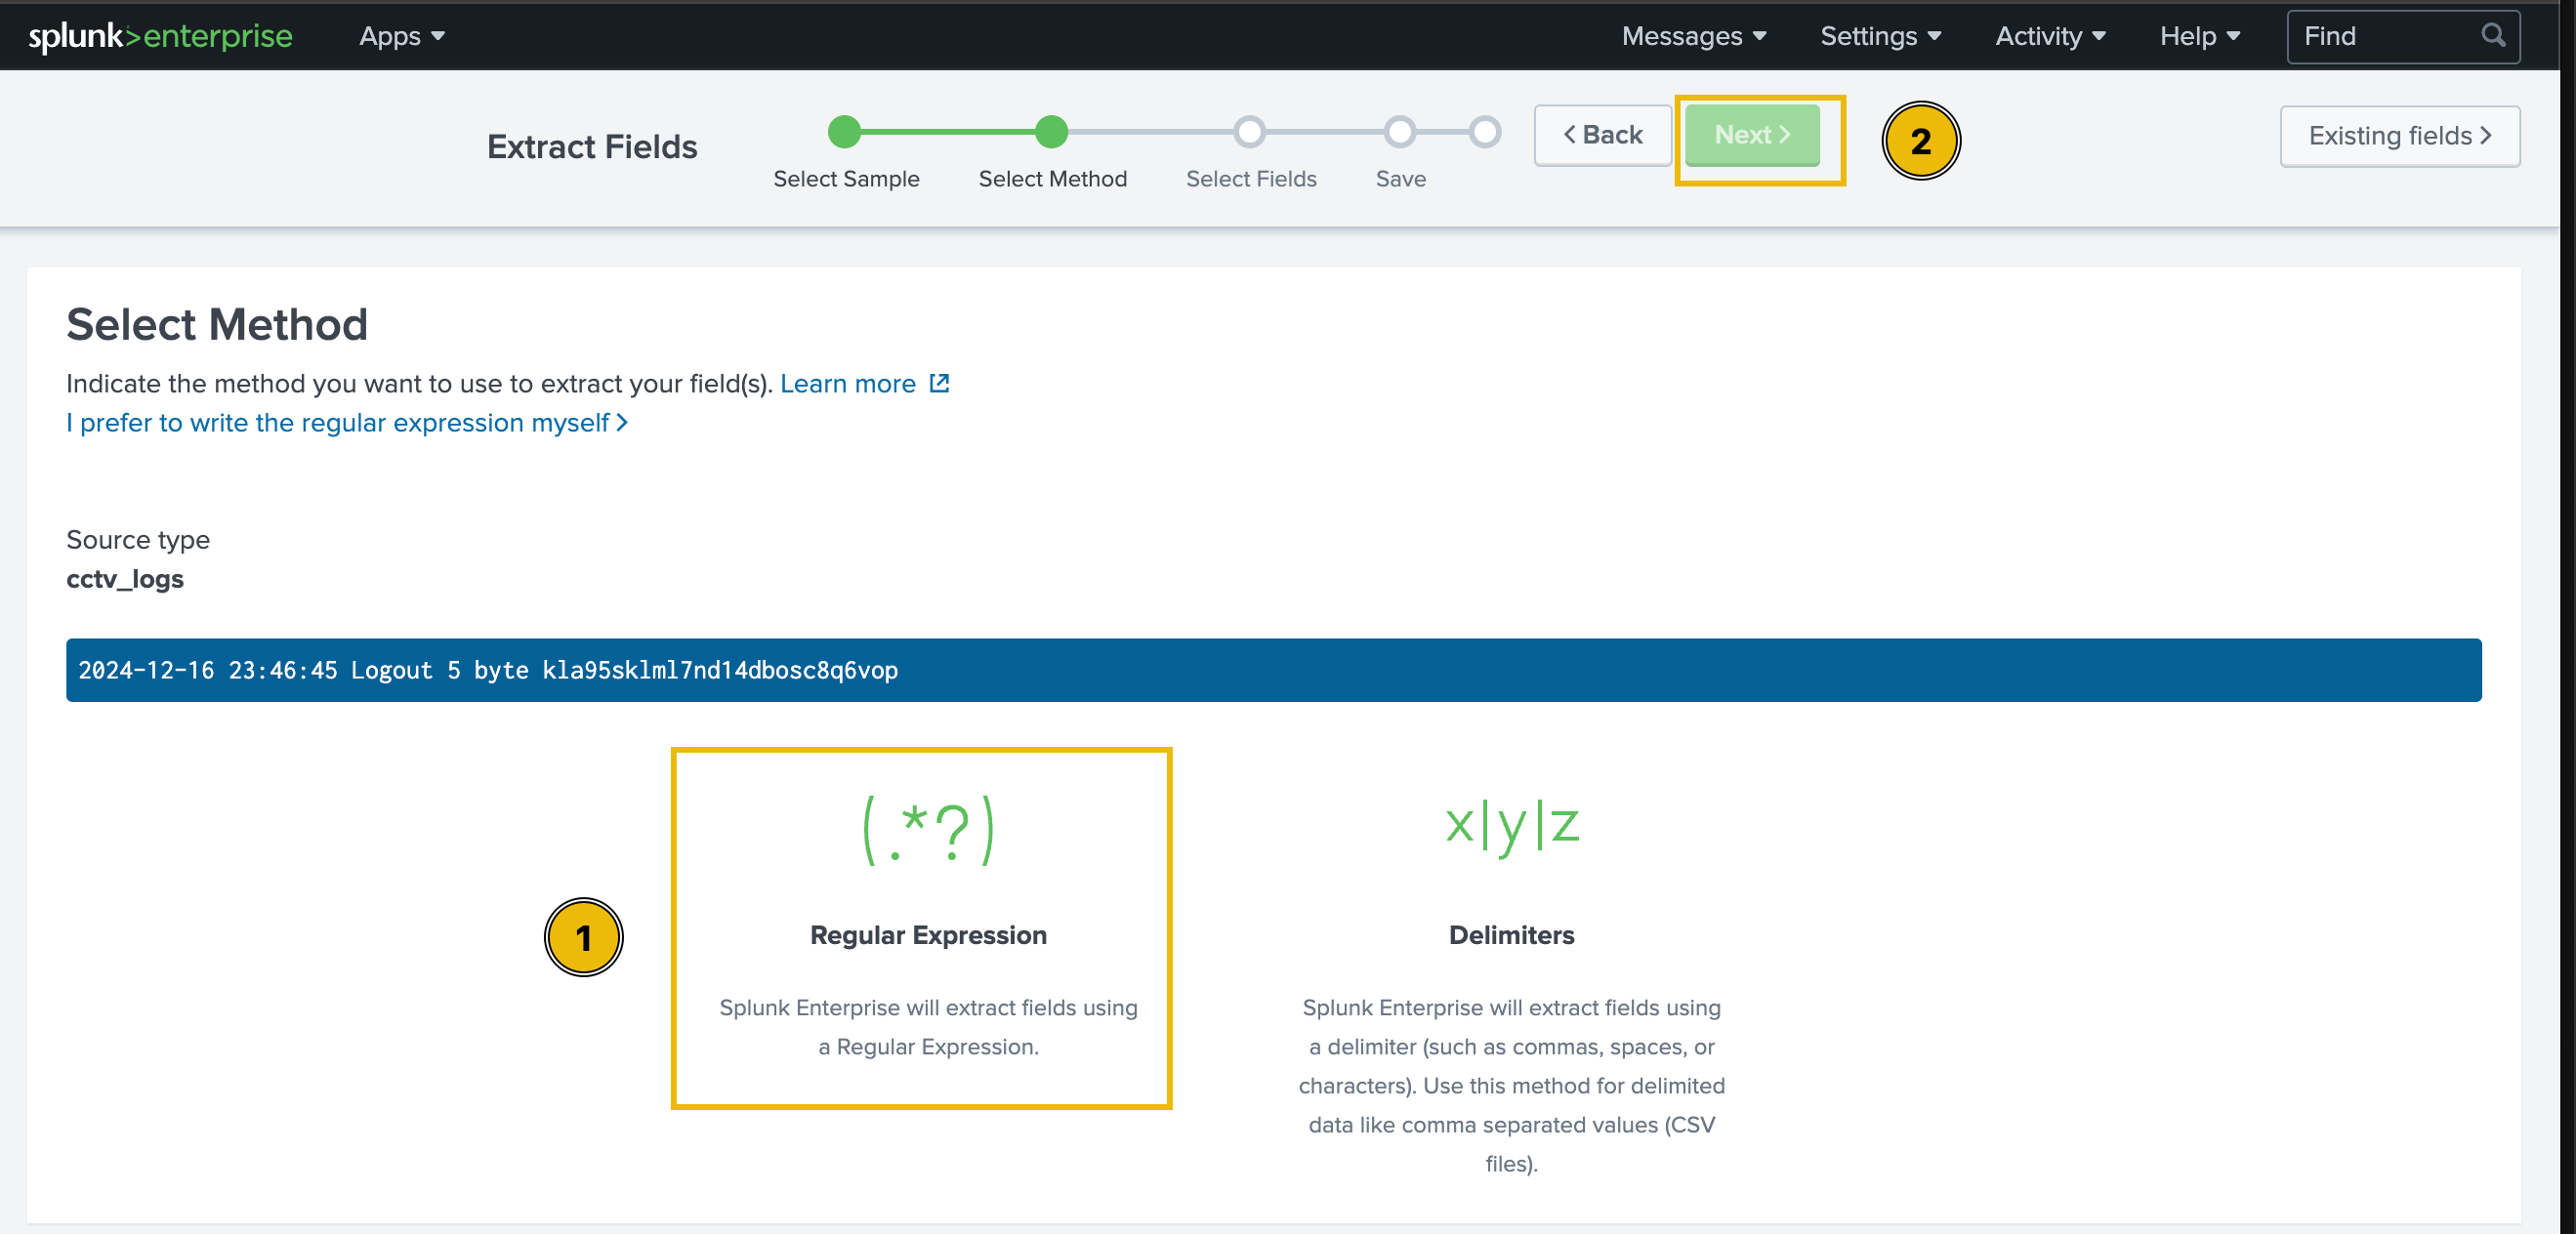 splunk>enterprise Apps Messages Settings Activity Help Find
Extract Fields
Select Sample Select Method Select Fields Save
< Back Next > 2 Existing fields >
Select Method
Indicate the method you want to use to extract your field(s). Learn more
I prefer to write the regular expression myself >
Source type
cctv_logs
2024-12-16 23:46:45 Logout 5 byte kla95sklml7nd14dbosc8q6vop
1
(.*?)
Regular Expression
Splunk Enterprise will extract fields using
a Regular Expression.
x|y|z
Delimiters
Splunk Enterprise will extract fields using
a delimiter (such as commas, spaces, or
characters). Use this method for delimited
data like comma separated values (CSV
files).